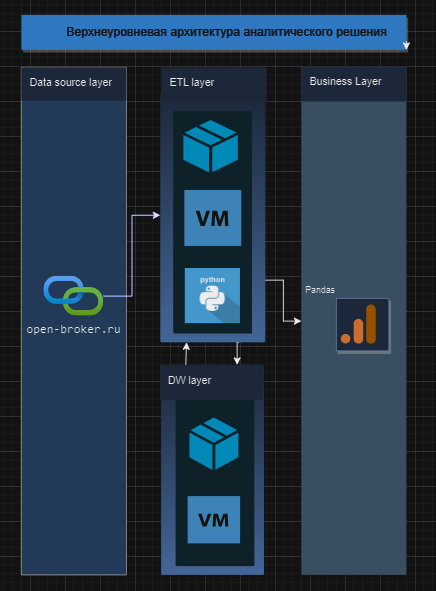 Верхнеуровневая архитектура аналитического решения
Data source layer
ETL layer
Business Layer
VM
python
open-broker.ru
Pandas
DW layer
VM